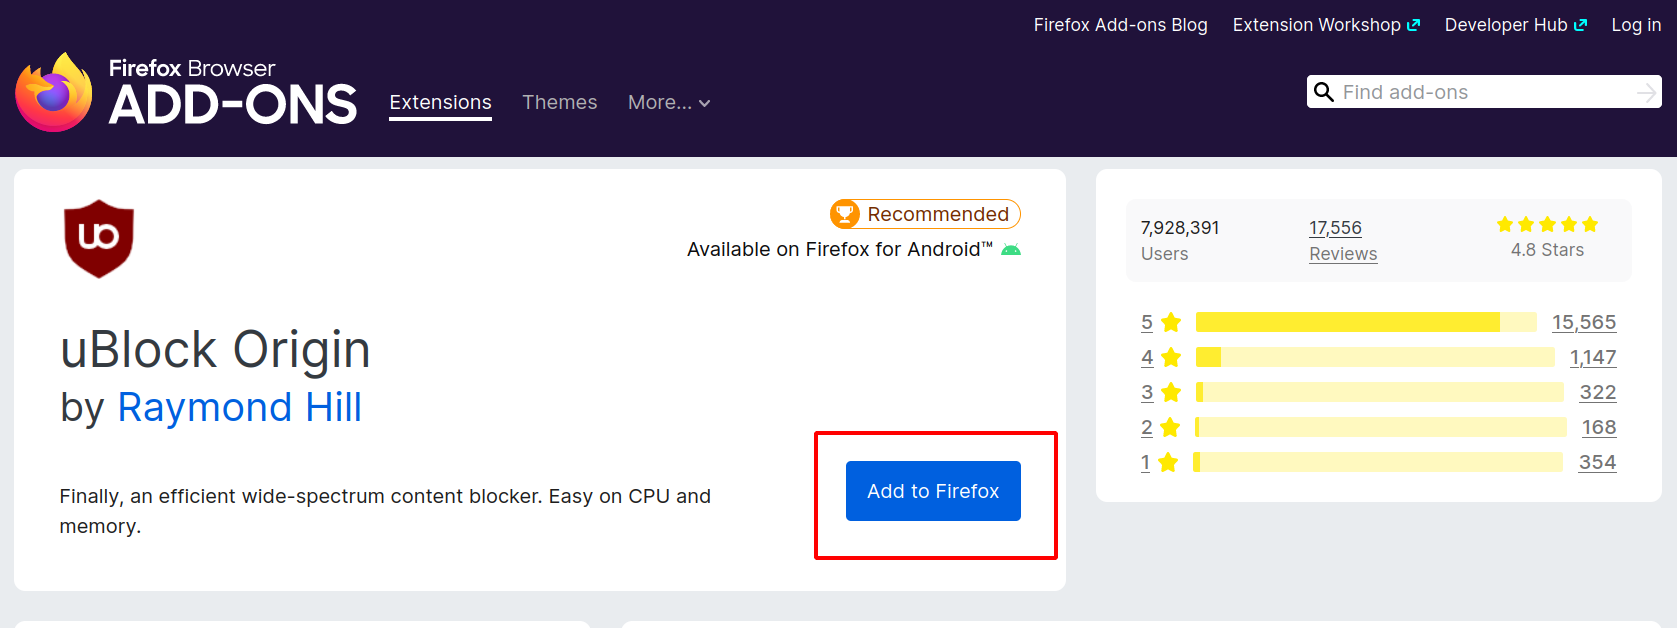 Firefox Add-ons Blog Extension Workshop Developer Hub Log in
Firefox Browser
ADD-ONS
Extensions Themes More...
Find add-ons
uo
Recommended
Available on Firefox for Android™
uBlock Origin
by Raymond Hill
Finally, an efficient wide-spectrum content blocker. Easy on CPU and
memory.
Add to Firefox
7,928,391 17,556
Users Reviews 4.8 Stars
5 15,565
4 1,147
3 322
2 168
1 354